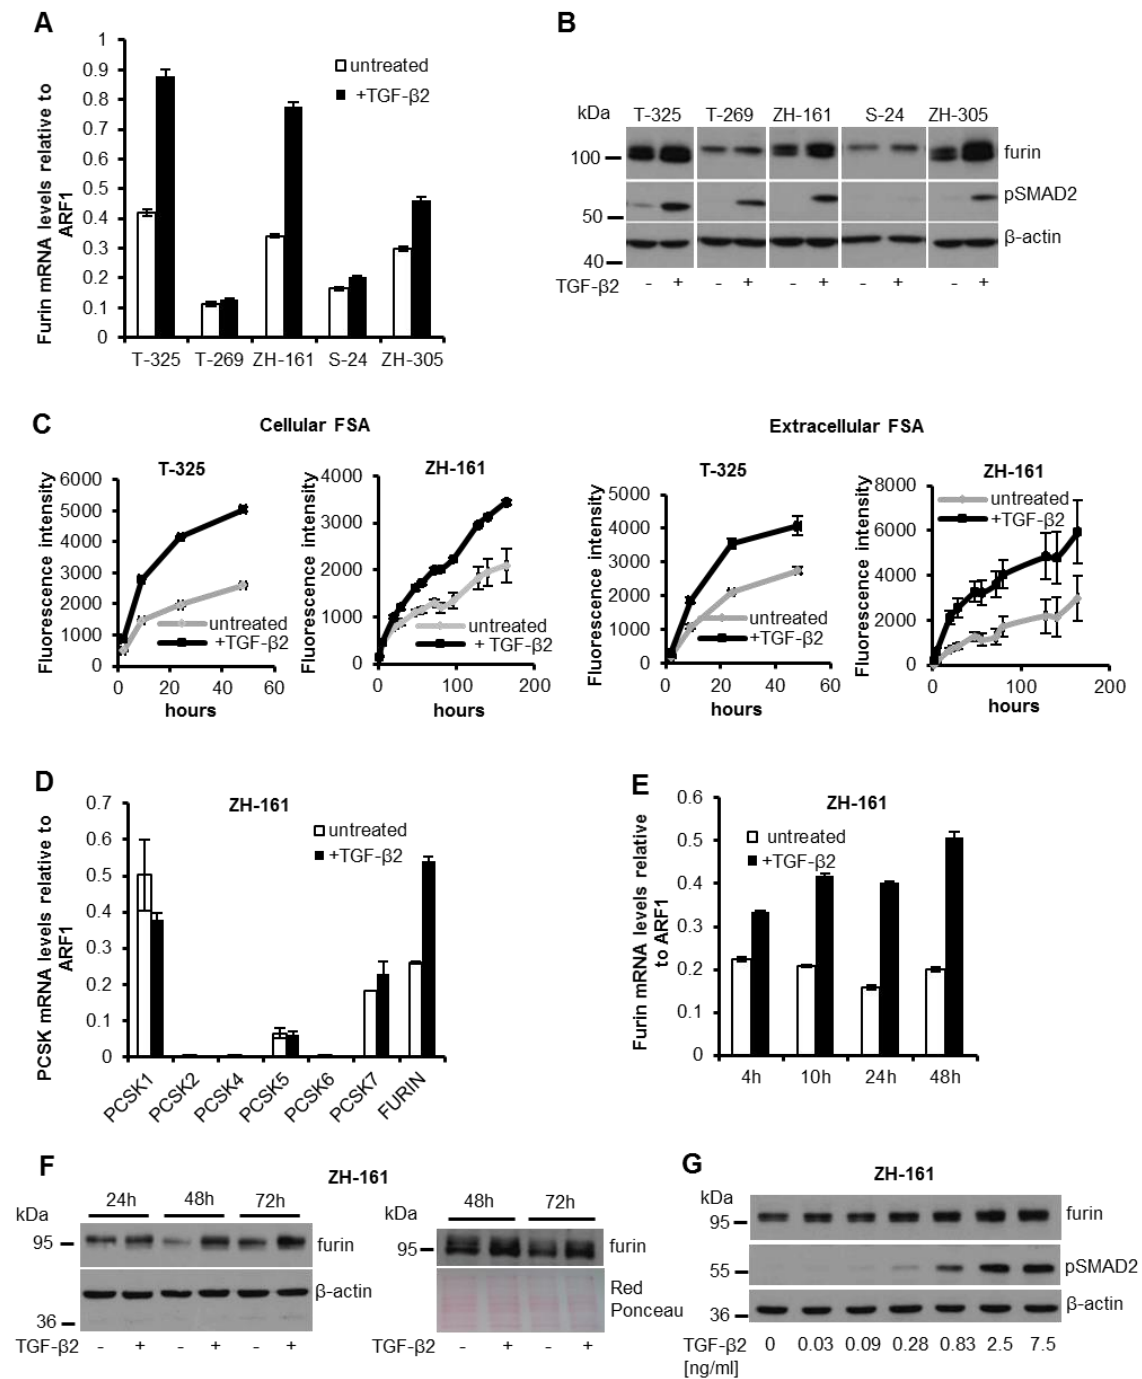 A
Furin mRNA levels relative to
ARF1
1
0.9
0.8
0.7
0.6
0.5
0.4
0.3
0.2
0.1
0
untreated
+TGF-β2
T-325 T-269 ZH-161 S-24 ZH-305
B
kDa T-325 T-269 ZH-161 S-24 ZH-305
100 furin
pSMAD2
50
β-actin
40
TGF-β2 - + - + - + - + - +
C
Cellular FSA
Extracellular FSA
T-325
Fluorescence intensity
6000
5000
4000
3000
2000
1000
0
untreated
+TGF-β2
0 20 40 60
hours
ZH-161
Fluorescence intensity
4000
3000
2000
1000
0
untreated
+ TGF-β2
0 100 200
hours
T-325
Fluorescence intensity
5000
4000
3000
2000
1000
0
untreated
+TGF-β2
0 20 40 60
hours
ZH-161
Fluorescence intensity
8000
6000
4000
2000
0
untreated
+TGF-β2
0 100 200
hours
D
ZH-161
PCSK mRNA levels relative to
ARF1
0.7
0.6
0.5
0.4
0.3
0.2
0.1
0
untreated
+TGF-β2
PCSK1 PCSK2 PCSK4 PCSK5 PCSK6 PCSK7 FURIN
E
ZH-161
Furin mRNA levels relative
to ARF1
0.6
0.5
0.4
0.3
0.2
0.1
0
untreated
+TGF-β2
4h 10h 24h 48h
F
ZH-161
24h 48h 72h
kDa
95 furin
β-actin
36
TGF-β2 - + - + - +
48h 72h
kDa
95 furin
Red
Ponceau
TGF-β2 - + - +
G
ZH-161
kDa
95 furin
55 pSMAD2
36 β-actin
TGF-β2 0 0.03 0.09 0.28 0.83 2.5 7.5
[ng/ml]